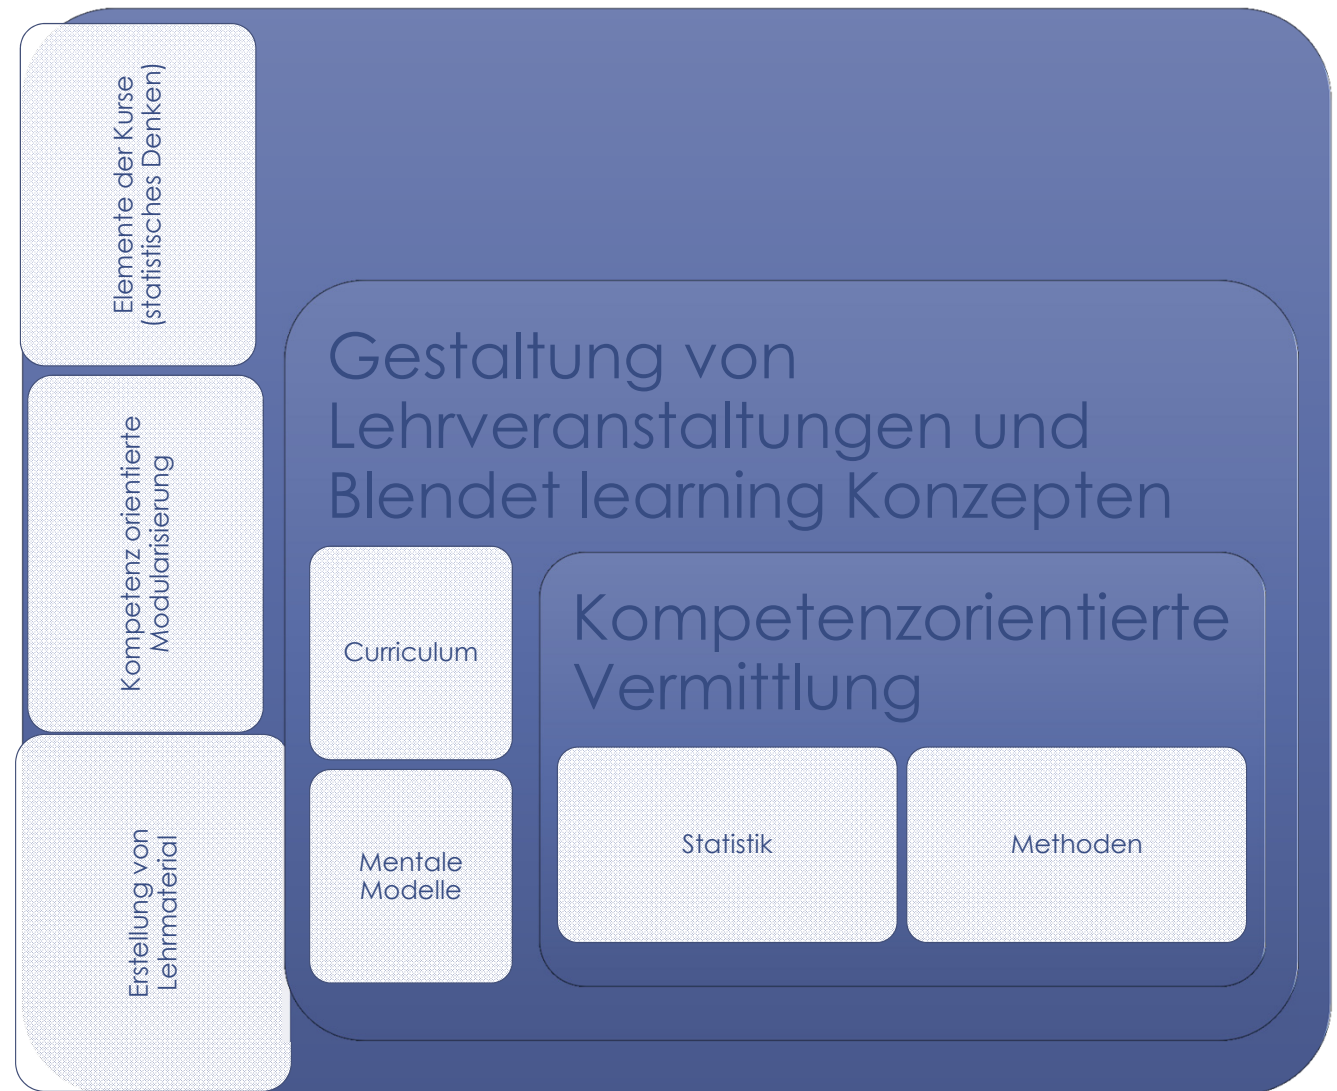 Elemente der Kurse
(statistisches Denken)
Kompetenz orientierte
Modularisierung
Erstellung von
Lehrmaterial
Gestaltung von
Lehrveranstaltungen und
Blendet learning Konzepten
Curriculum
Mentale
Modelle
Kompetenzorientierte
Vermittlung
Statistik
Methoden